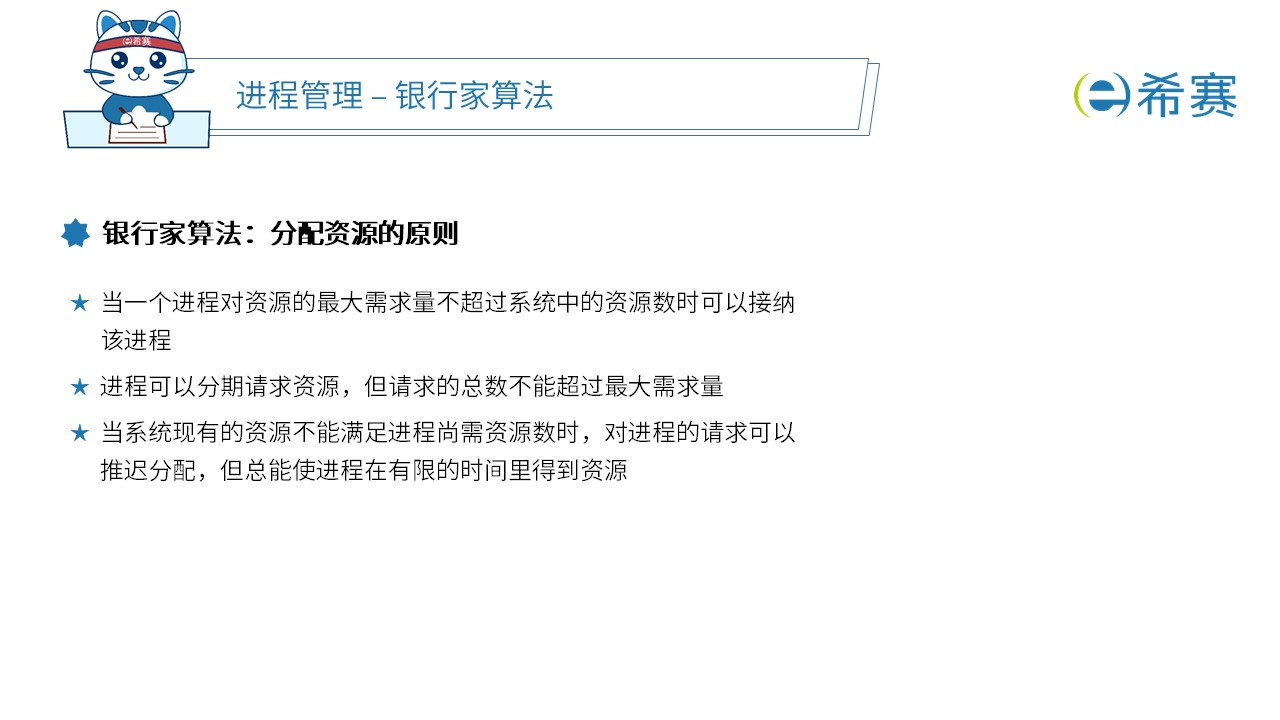 希赛
进程管理 – 银行家算法
希赛
银行家算法：分配资源的原则
当一个进程对资源的最大需求量不超过系统中的资源数时可以接纳
该进程
进程可以分期请求资源，但请求的总数不能超过最大需求量
当系统现有的资源不能满足进程尚需资源数时，对进程的请求可以
推迟分配，但总能使进程在有限的时间里得到资源